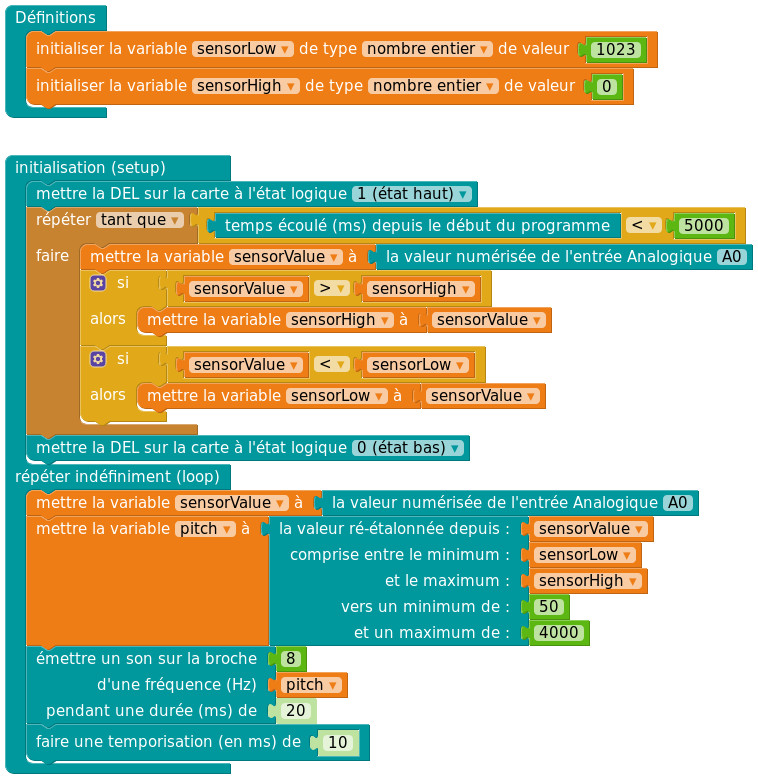 Définitions
initialiser la variable sensorLow ▾ de type nombre entier ▾ de valeur 1023
initialiser la variable sensorHigh ▾ de type nombre entier ▾ de valeur 0
initialisation (setup)
mettre la DEL sur la carte à l'état logique 1 (état haut) ▾
répéter tant que ▾ temps écoulé (ms) depuis le début du programme < ▾ 5000
faire mettre la variable sensorValue ▾ à la valeur numérisée de l'entrée Analogique A0
si sensorValue ▾ > ▾ sensorHigh ▾
alors mettre la variable sensorHigh ▾ à sensorValue ▾
si sensorValue ▾ < ▾ sensorLow ▾
alors mettre la variable sensorLow ▾ à sensorValue ▾
mettre la DEL sur la carte à l'état logique 0 (état bas) ▾
répéter indéfiniment (loop)
mettre la variable sensorValue ▾ à la valeur numérisée de l'entrée Analogique A0
mettre la variable pitch ▾ à la valeur ré-étalonnée depuis : sensorValue ▾
comprise entre le minimum : sensorLow ▾
et le maximum : sensorHigh ▾
vers un minimum de : 50
et un maximum de : 4000
émettre un son sur la broche 8
d'une fréquence (Hz) pitch ▾
pendant une durée (ms) de 20
faire une temporisation (en ms) de 10